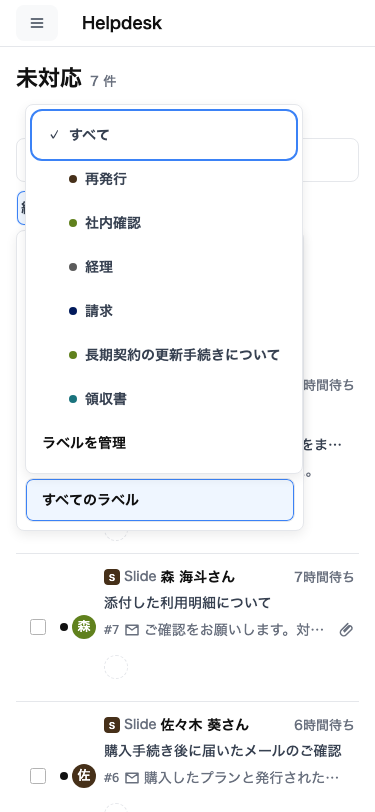 Helpdesk
未対応 7 件
✓ すべて
再発行
社内確認
経理
請求
長期契約の更新手続きについて
領収書
ラベルを管理
すべてのラベル
時間待ち
をま…
。
S Slide 森 海斗さん 7時間待ち
添付した利用明細について
森 #7 ご確認をお願いします。対…
S Slide 佐々木 葵さん 6時間待ち
購入手続き後に届いたメールのご確認
佐 #6 購入したプランと発行された…